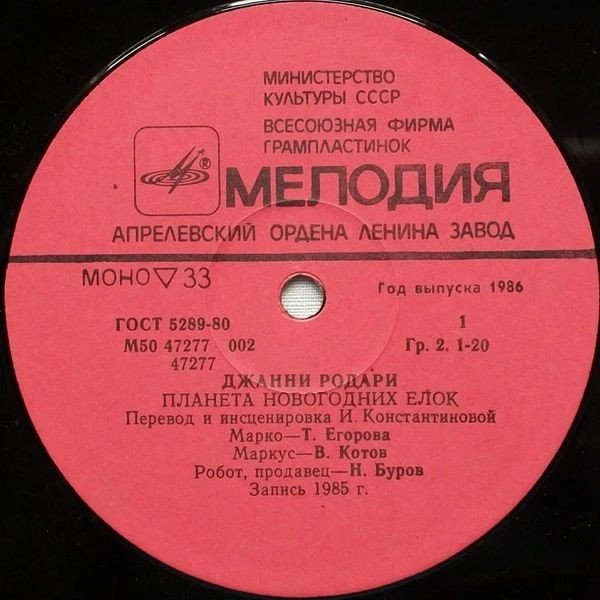 МИНИСТЕРСТВО
КУЛЬТУРЫ СССР
ВСЕСОЮЗНАЯ ФИРМА
ГРАМПЛАСТИНОК
® МЕЛОДИЯ
АПРЕЛЕВСКИЙ ОРДЕНА ЛЕНИНА ЗАВОД
МОНО ▽ 33
Год выпуска 1986
ГОСТ 5289-80 1
М50 47277 002 Гр. 2. 1-20
47277
ДЖАННИ РОДАРИ
ПЛАНЕТА НОВОГОДНИХ ЕЛОК
Перевод и инсценировка И. Константиновой
Марко—Т. Егорова
Маркус—В. Котов
Робот, продавец—Н. Буров
Запись 1985 г.